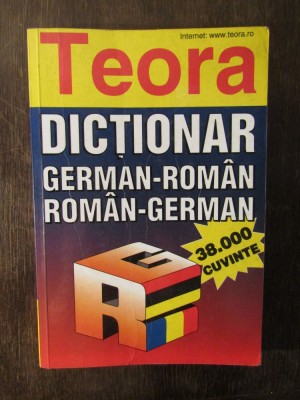 Internet: www.teora.ro
Teora
DICȚIONAR
GERMAN-ROMÂN
ROMÂN-GERMAN
38.000
CUVINTE
G
R